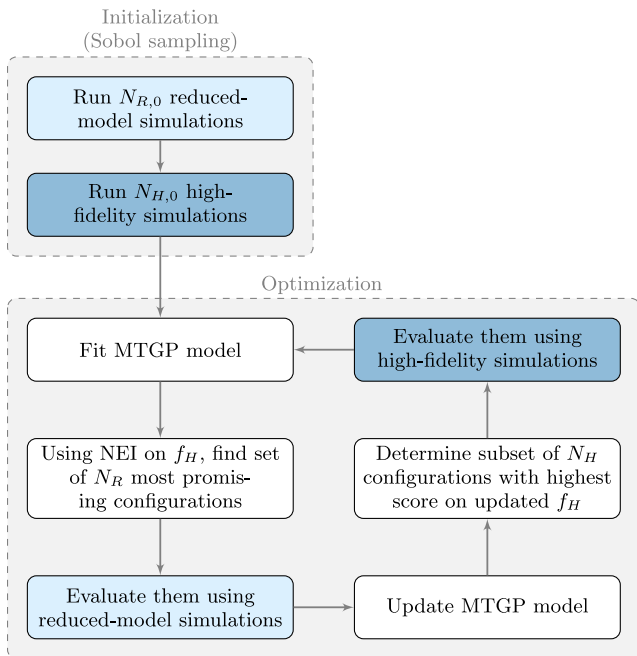 Initialization
(Sobol sampling)
Run N_{R,0} reduced-
model simulations
Run N_{H,0} high-
fidelity simulations
Optimization
Fit MTGP model
Evaluate them using
high-fidelity simulations
Using NEI on f_H, find set
of N_R most promis-
ing configurations
Determine subset of N_H
configurations with highest
score on updated f_H
Evaluate them using
reduced-model simulations
Update MTGP model